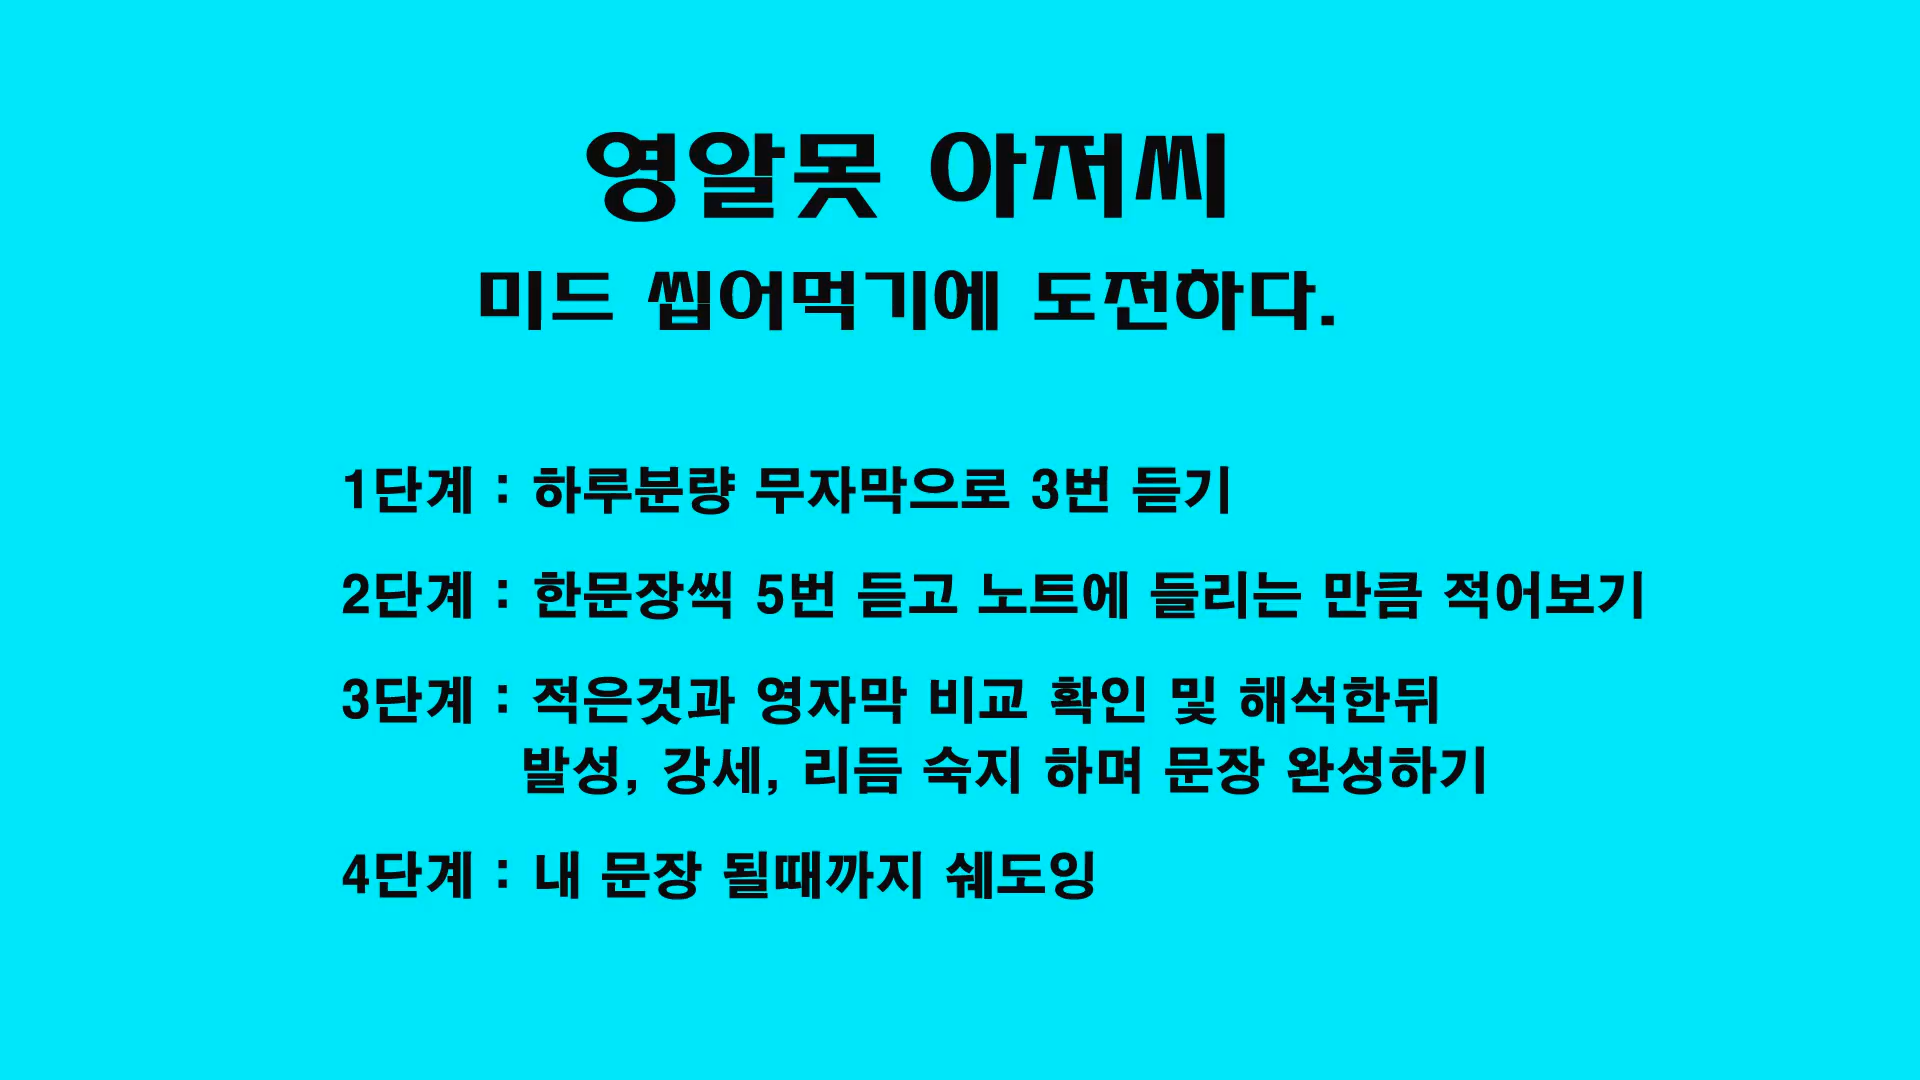 영알못 아저씨
미드 씹어먹기에 도전하다.
1단계 : 하루분량 무자막으로 3번 듣기
2단계 : 한문장씩 5번 듣고 노트에 들리는 만큼 적어보기
3단계 : 적은것과 영자막 비교 확인 및 해석한뒤
발성, 강세, 리듬 숙지 하며 문장 완성하기
4단계 : 내 문장 될때까지 쉐도잉